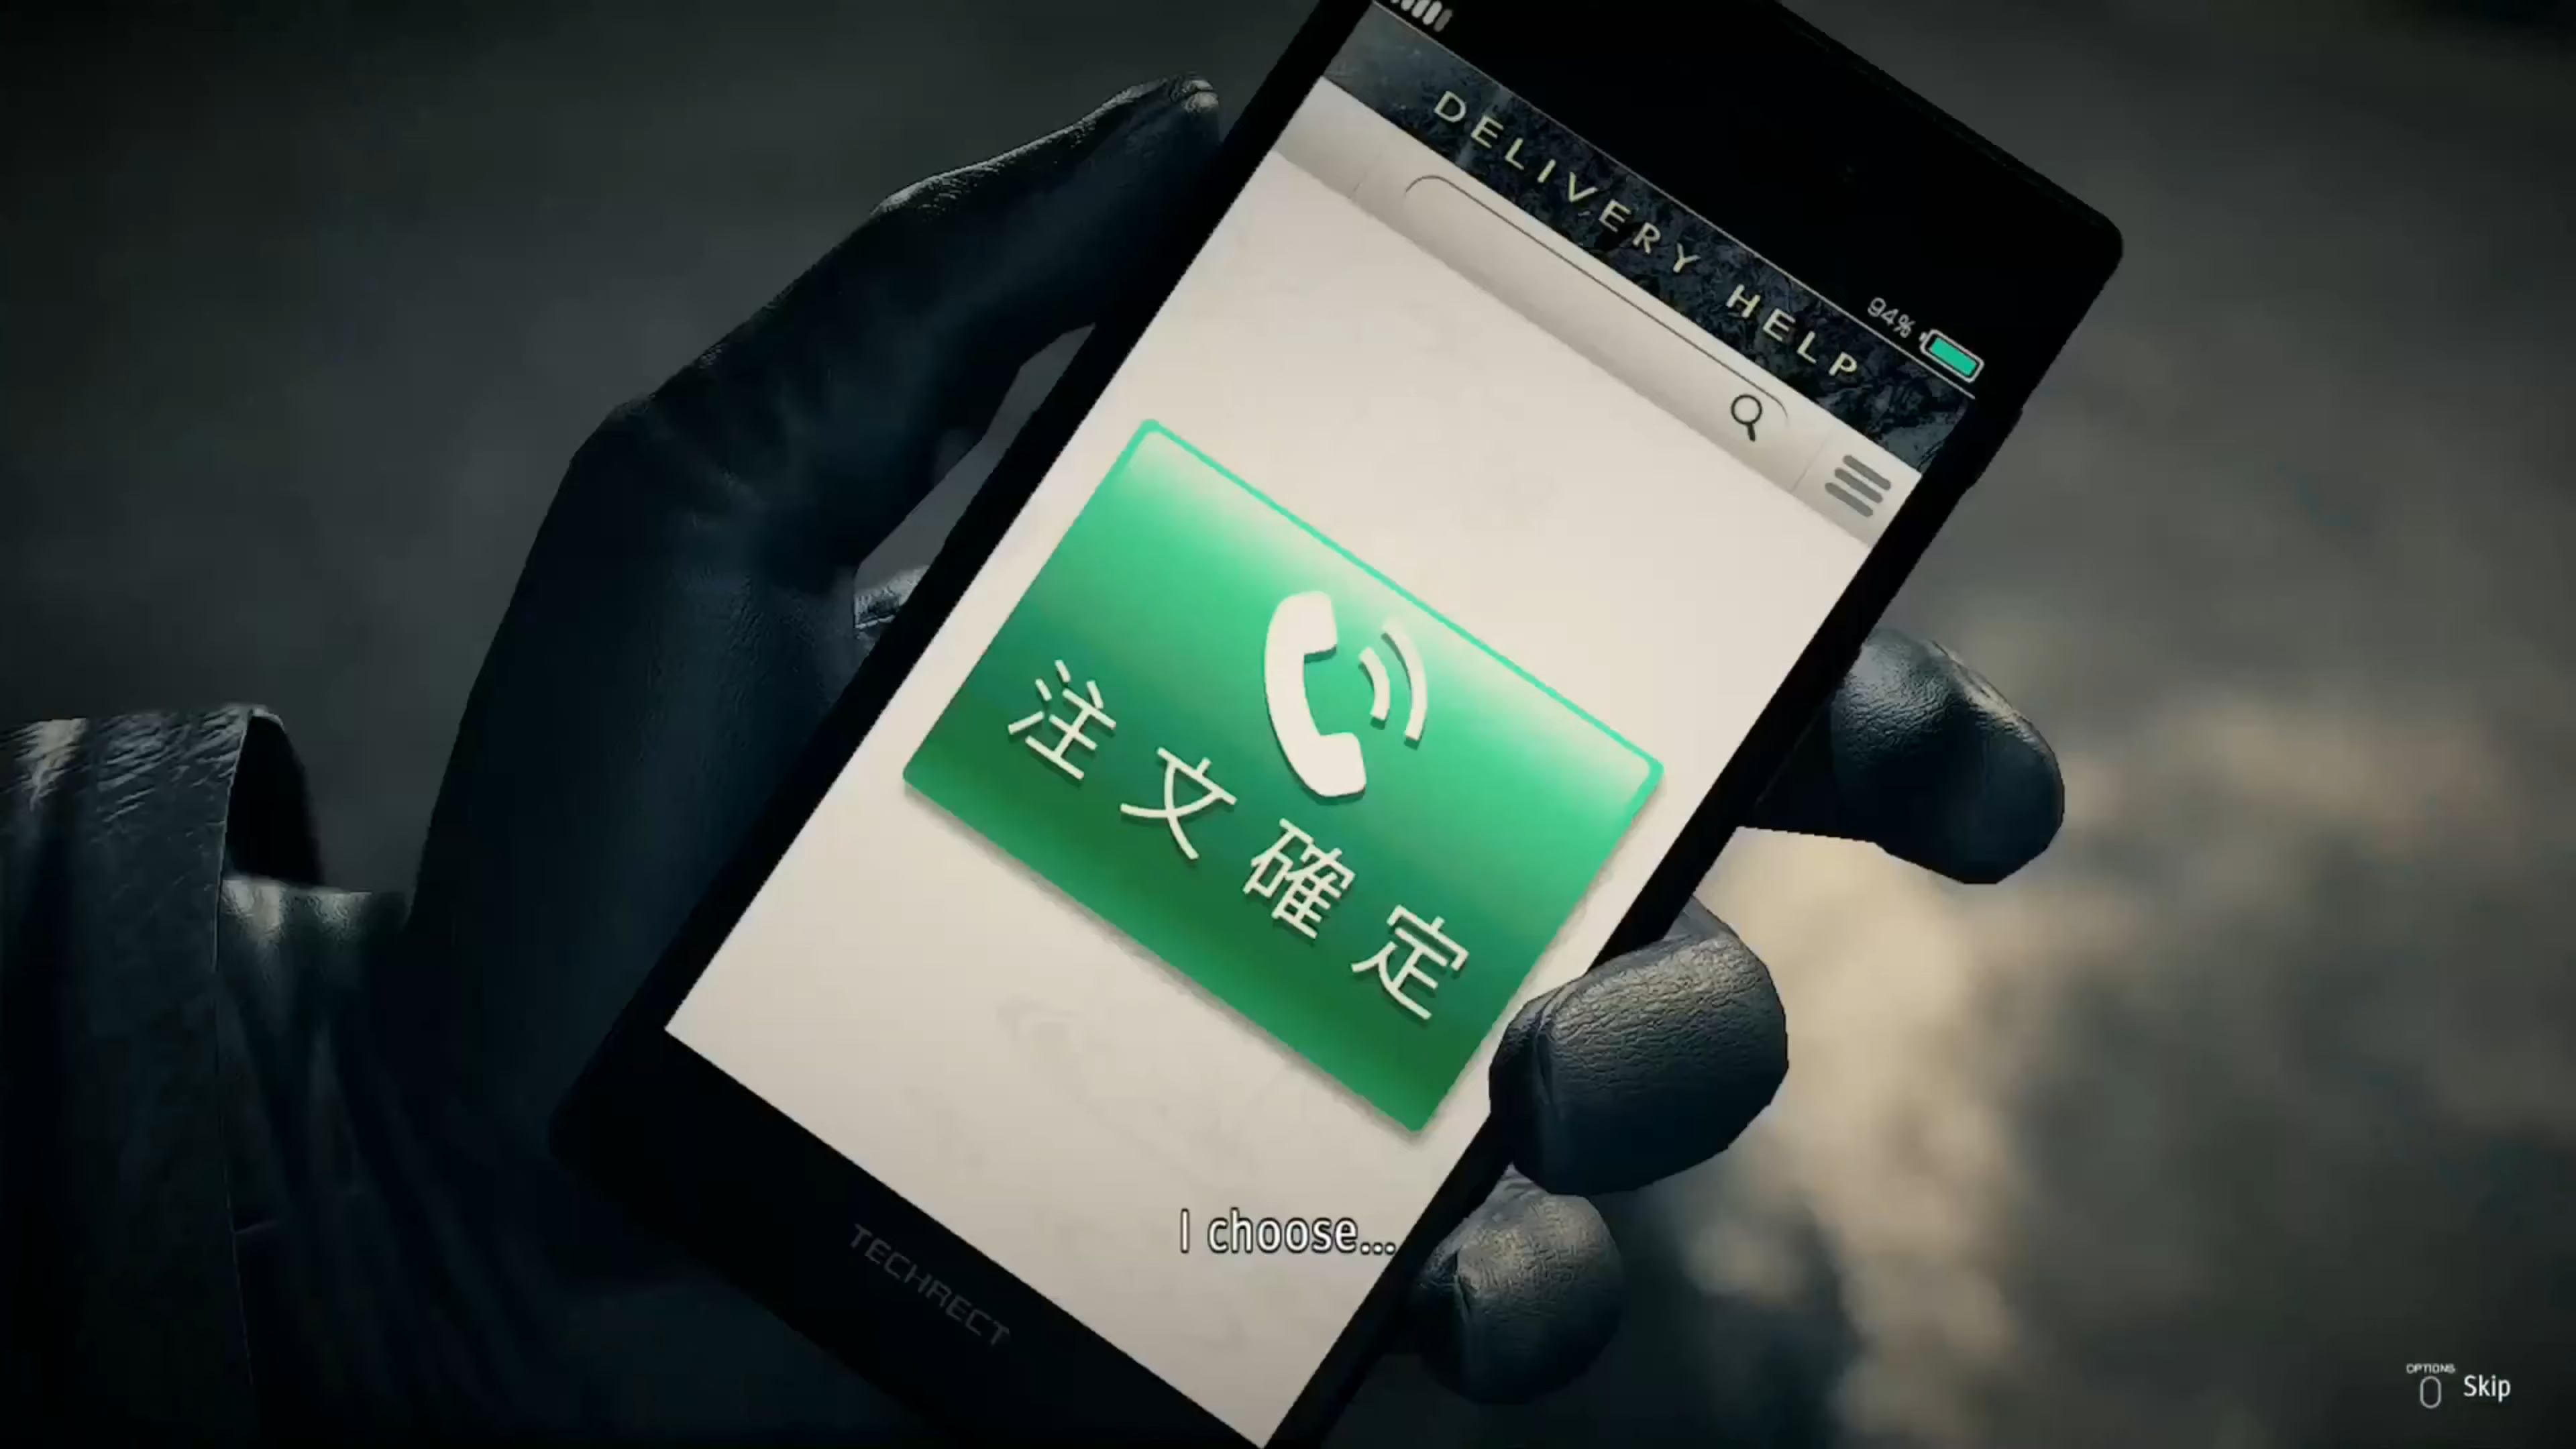 94%
DELIVERY HELP
注文確定
I choose...
TECHRECT
OPTIONS
Skip